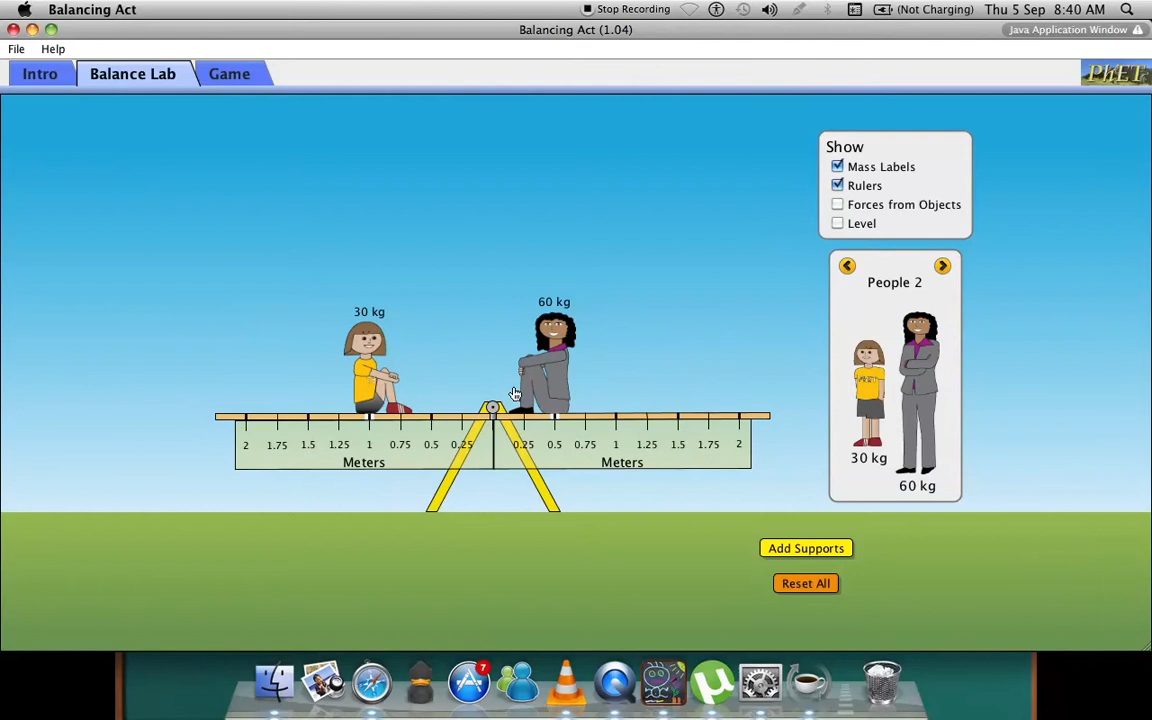 Balancing Act
Stop Recording
(Not Charging)
Thu 5 Sep 8:40 AM
Balancing Act (1.04)
Java Application Window
File Help
Intro Balance Lab Game
PhET
Show
Mass Labels
Rulers
Forces from Objects
Level
People 2
30 kg
60 kg
30 kg
60 kg
2 1.75 1.5 1.25 1 0.75 0.5 0.25 0.25 0.5 0.75 1 1.25 1.5 1.75 2
Meters Meters
Add Supports
Reset All
7